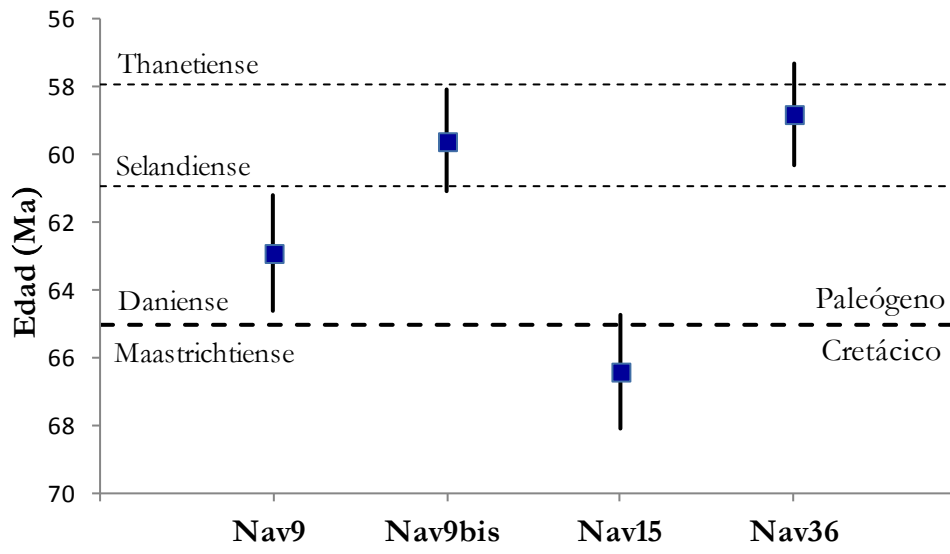 56
Thanetiense
58
60
Selandiense
62
64
Daniense
Paleógeno
66
Maastrichtiense
Cretácico
68
70
Edad (Ma)
Nav9 Nav9bis Nav15 Nav36